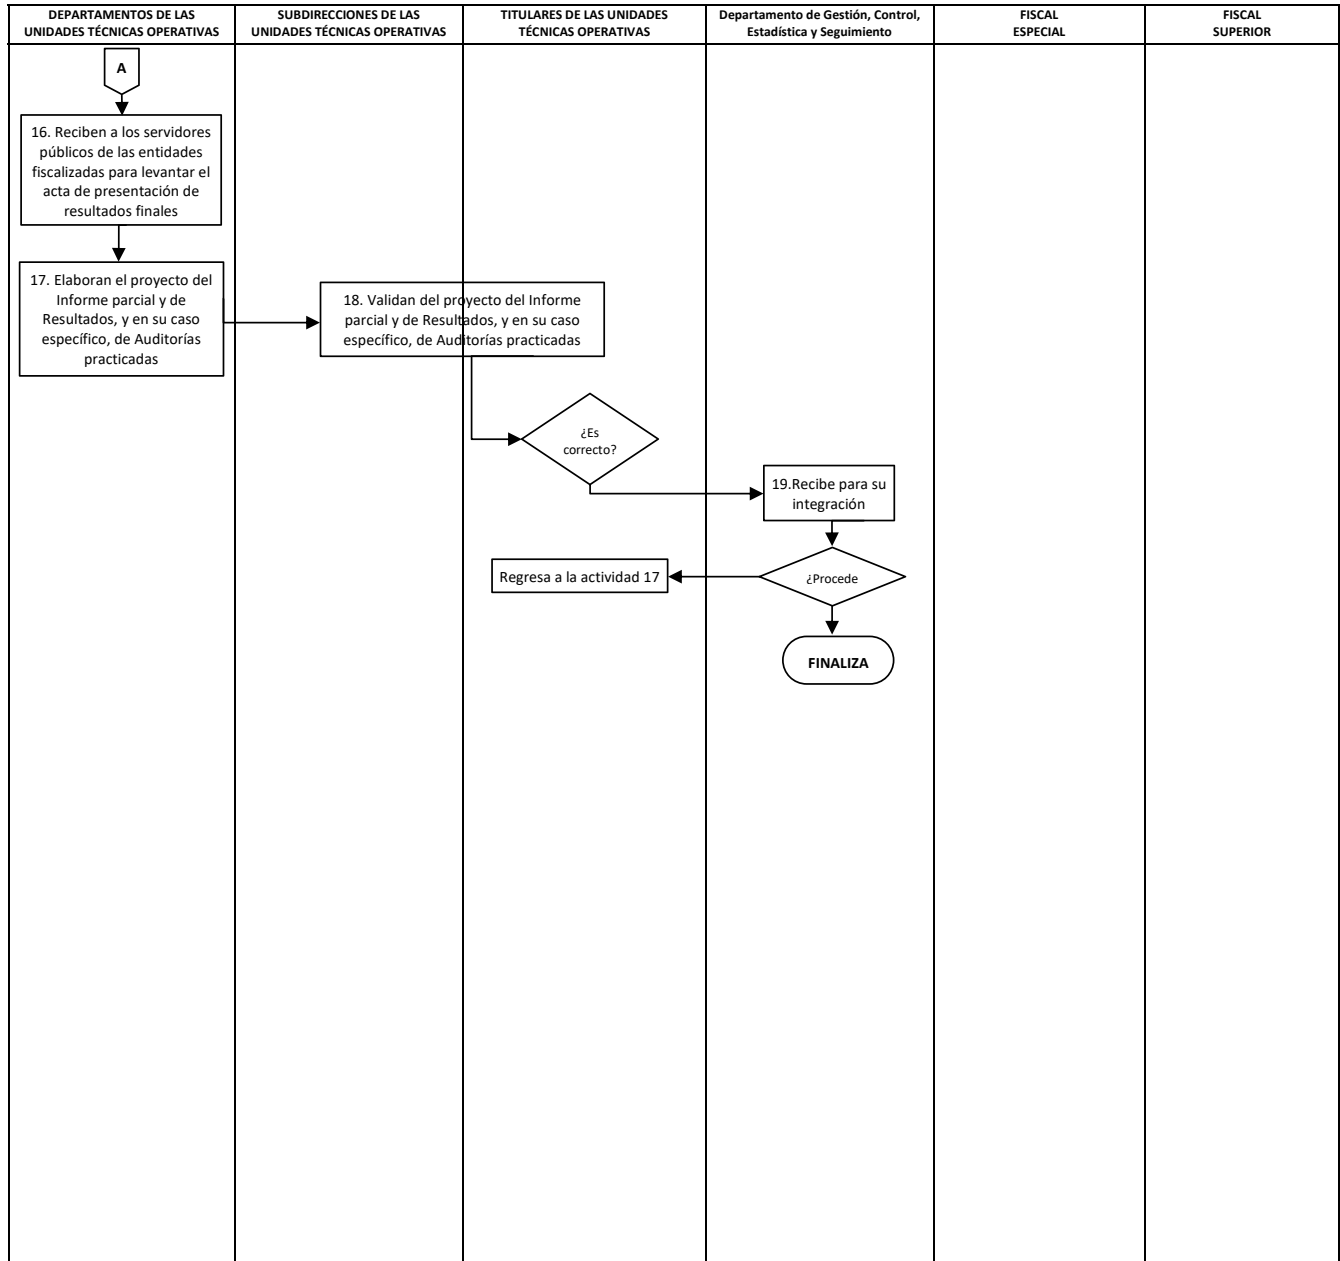 DEPARTAMENTOS DE LAS
UNIDADES TÉCNICAS OPERATIVAS
SUBDIRECCIONES DE LAS
UNIDADES TÉCNICAS OPERATIVAS
TITULARES DE LAS UNIDADES
TÉCNICAS OPERATIVAS
Departamento de Gestión, Control,
Estadística y Seguimiento
FISCAL
ESPECIAL
FISCAL
SUPERIOR
A
16. Reciben a los servidores
públicos de las entidades
fiscalizadas para levantar el
acta de presentación de
resultados finales
17. Elaboran el proyecto del
Informe parcial y de
Resultados, y en su caso
específico, de Auditorías
practicadas
18. Validan del proyecto del Informe
parcial y de Resultados, y en su caso
específico, de Auditorías practicadas
¿Es
correcto?
19.Recibe para su
integración
Regresa a la actividad 17
¿Procede
FINALIZA